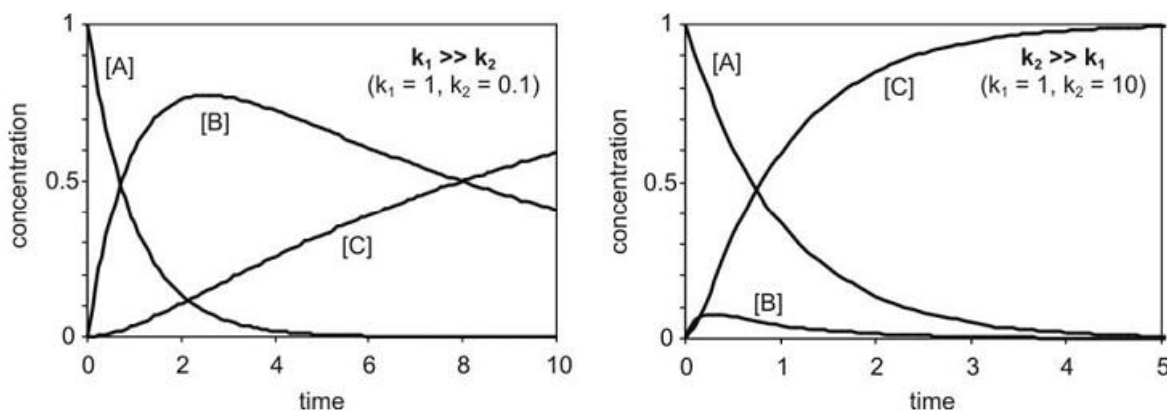 1
[A]
k1 >> k2
(k1 = 1, k2 = 0.1)
[B]
0.5
[C]
0
0 2 4 6 8 10
time
concentration
1
[A]
k2 >> k1
(k1 = 1, k2 = 10)
[C]
0.5
[B]
0
0 1 2 3 4 5
time
concentration